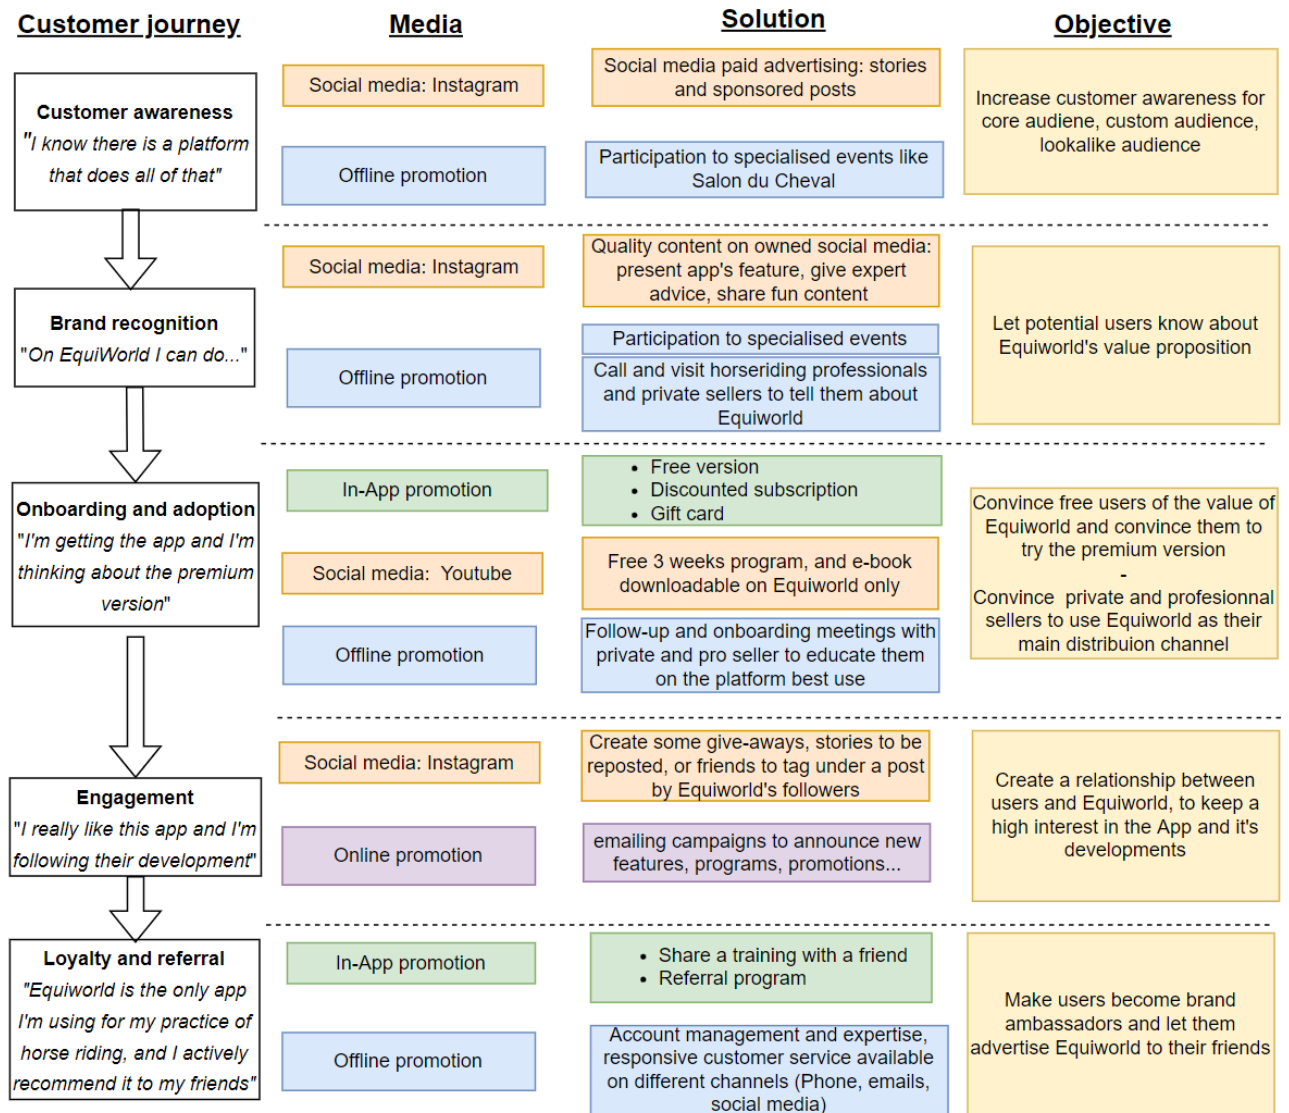 Customer journey
Media
Solution
Objective
Customer awareness
"I know there is a platform
that does all of that"
Social media: Instagram
Social media paid advertising: stories
and sponsored posts
Offline promotion
Participation to specialised events like
Salon du Cheval
Increase customer awareness for
core audiene, custom audience,
lookalike audience
Brand recognition
"On EquiWorld I can do..."
Social media: Instagram
Quality content on owned social media:
present app's feature, give expert
advice, share fun content
Offline promotion
Participation to specialised events
Call and visit horseriding professionals
and private sellers to tell them about
Equiworld
Let potential users know about
Equiworld's value proposition
Onboarding and adoption
"I'm getting the app and I'm
thinking about the premium
version"
In-App promotion
• Free version
• Discounted subscription
• Gift card
Social media: Youtube
Free 3 weeks program, and e-book
downloadable on Equiworld only
Offline promotion
Follow-up and onboarding meetings with
private and pro seller to educate them
on the platform best use
Convince free users of the value of
Equiworld and convince them to
try the premium version
-
Convince private and profesionnal
sellers to use Equiworld as their
main distribuion channel
Engagement
"I really like this app and I'm
following their development"
Social media: Instagram
Create some give-aways, stories to be
reposted, or friends to tag under a post
by Equiworld's followers
Online promotion
emailing campaigns to announce new
features, programs, promotions...
Create a relationship between
users and Equiworld, to keep a
high interest in the App and it's
developments
Loyalty and referral
"Equiworld is the only app
I'm using for my practice of
horse riding, and I actively
recommend it to my friends"
In-App promotion
• Share a training with a friend
• Referral program
Offline promotion
Account management and expertise,
responsive customer service available
on different channels (Phone, emails,
social media)
Make users become brand
ambassadors and let them
advertise Equiworld to their friends